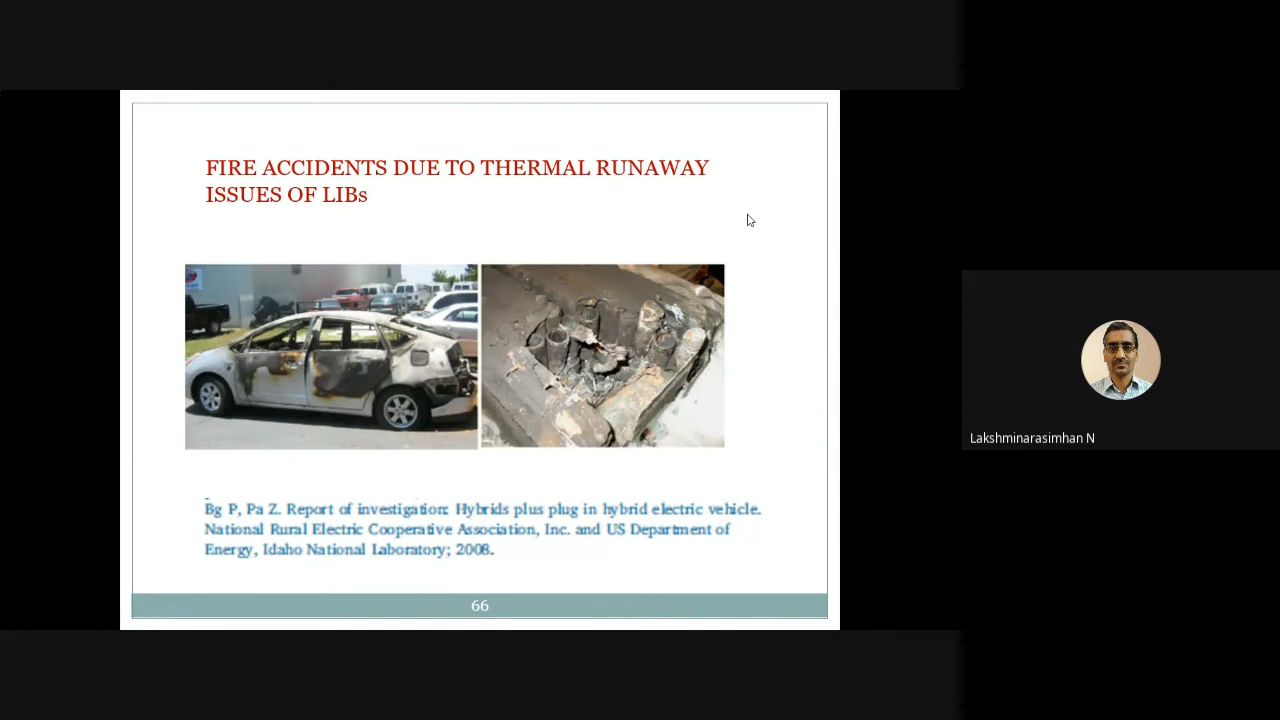 FIRE ACCIDENTS DUE TO THERMAL RUNAWAY
ISSUES OF LIBs
Bg P, Pa Z. Report of investigation: Hybrids plus plug in hybrid electric vehicle.
National Rural Electric Cooperative Association, Inc. and US Department of
Energy, Idaho National Laboratory; 2008.
66
Lakshminarasimhan N